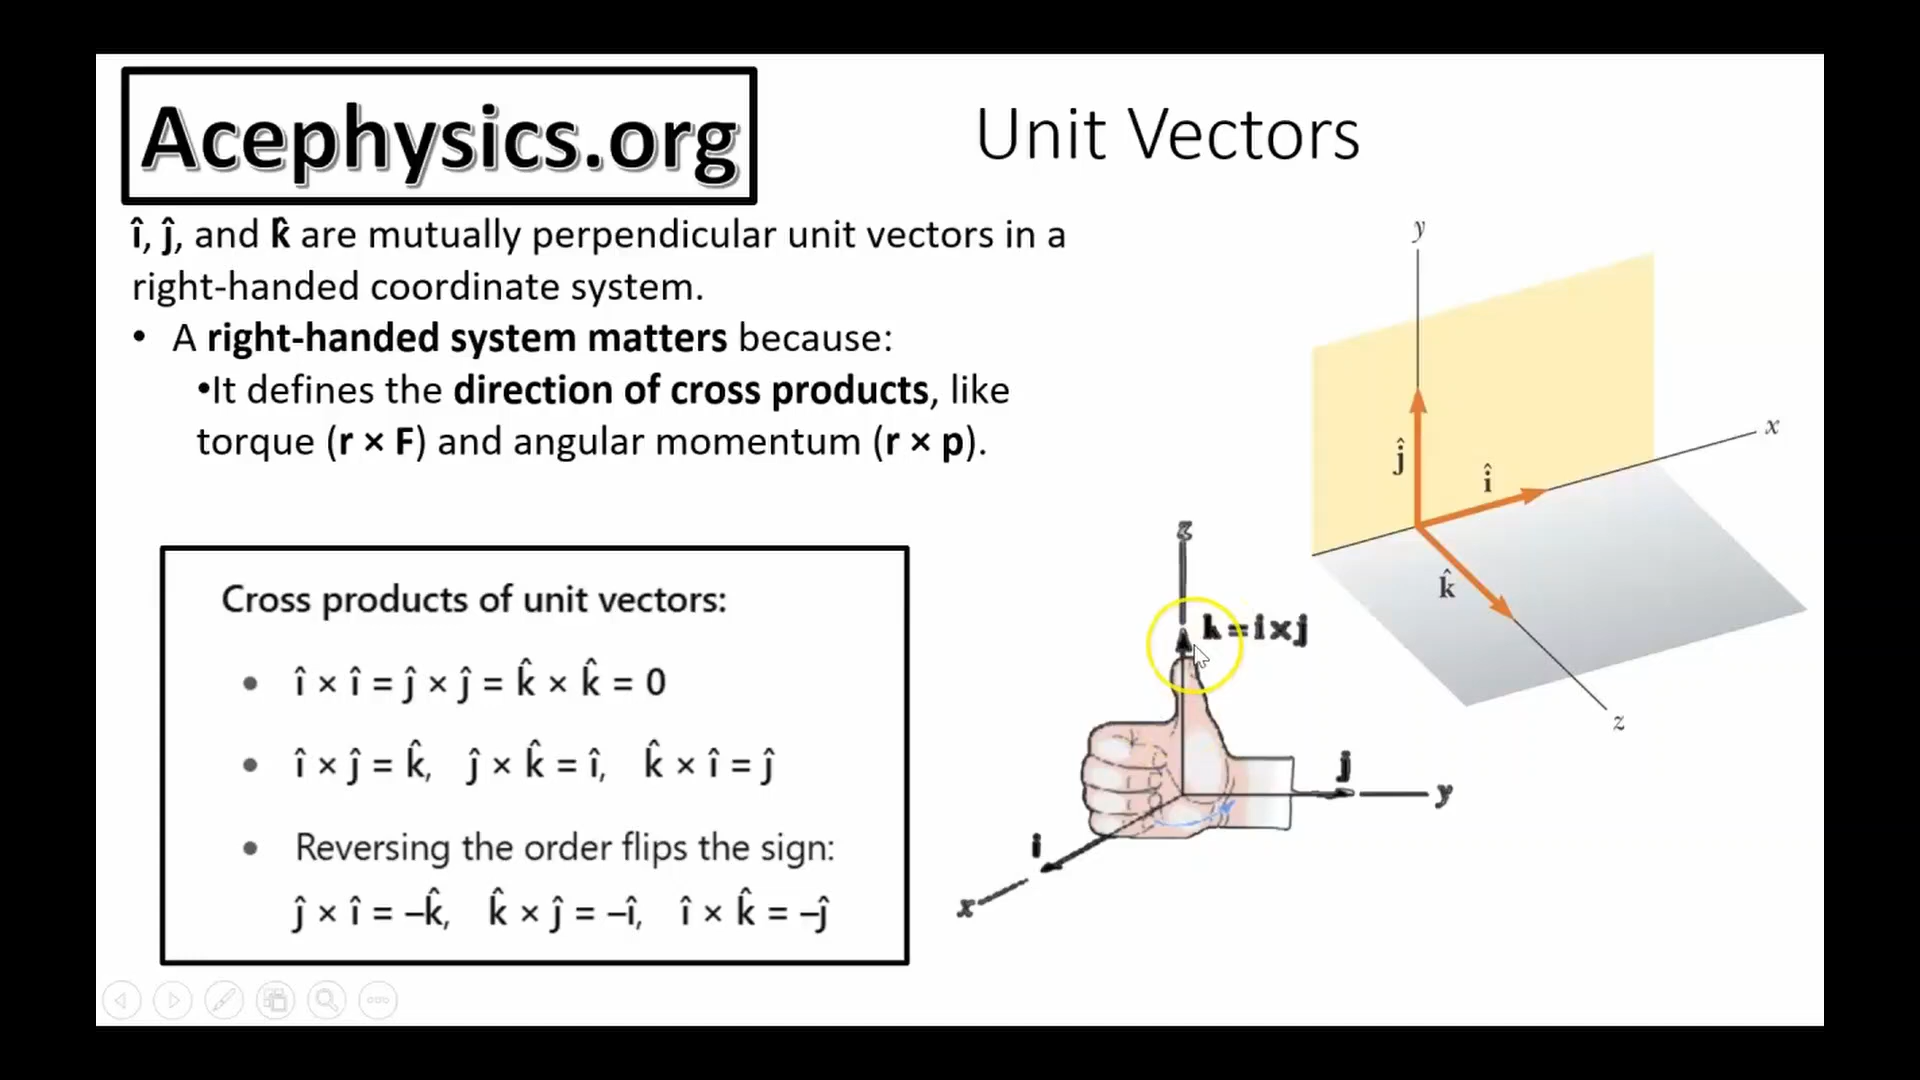 Acephysics.org
Unit Vectors
î, ĵ, and k̂ are mutually perpendicular unit vectors in a
right-handed coordinate system.
• A right-handed system matters because:
•It defines the direction of cross products, like
torque (r × F) and angular momentum (r × p).
Cross products of unit vectors:
• î × î = ĵ × ĵ = k̂ × k̂ = 0
• î × ĵ = k̂, ĵ × k̂ = î, k̂ × î = ĵ
• Reversing the order flips the sign:
ĵ × î = –k̂, k̂ × ĵ = –î, î × k̂ = –ĵ
z
k = i × j
j
y
i
x
y
x
ĵ
î
k̂
z